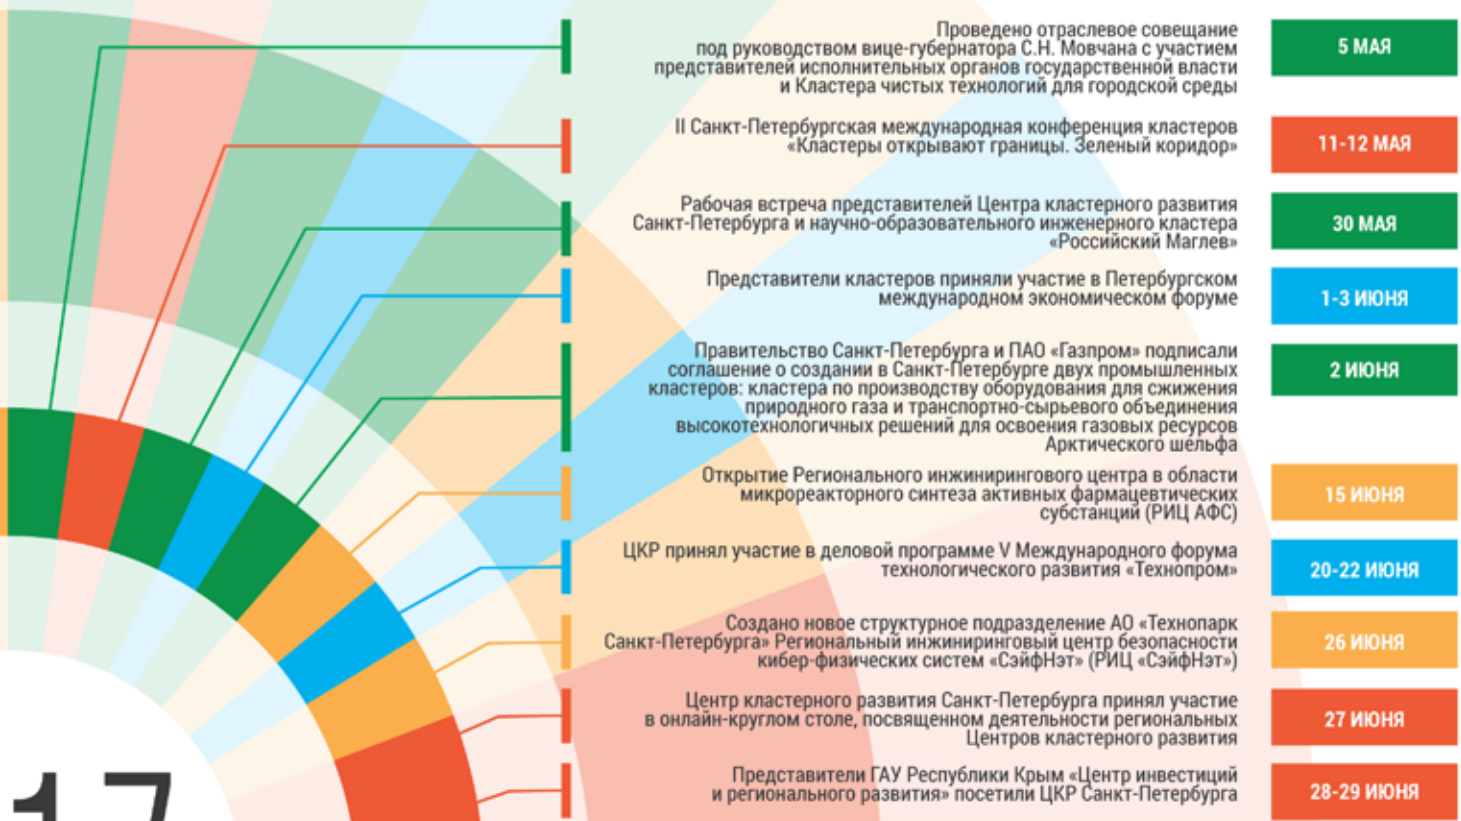 Проведено отраслевое совещание
под руководством вице-губернатора С.Н. Мовчана с участием
представителей исполнительных органов государственной власти
и Кластера чистых технологий для городской среды
5 МАЯ
II Санкт-Петербургская международная конференция кластеров
«Кластеры открывают границы. Зеленый коридор»
11-12 МАЯ
Рабочая встреча представителей Центра кластерного развития
Санкт-Петербурга и научно-образовательного инженерного кластера
«Российский Маглев»
30 МАЯ
Представители кластеров приняли участие в Петербургском
международном экономическом форуме
1-3 ИЮНЯ
Правительство Санкт-Петербурга и ПАО «Газпром» подписали
соглашение о создании в Санкт-Петербурге двух промышленных
кластеров: кластера по производству оборудования для сжижения
природного газа и транспортно-сырьевого объединения
высокотехнологичных решений для освоения газовых ресурсов
Арктического шельфа
2 ИЮНЯ
Открытие Регионального инжинирингового центра в области
микрореакторного синтеза активных фармацевтических
субстанций (РИЦ АФС)
15 ИЮНЯ
ЦКР принял участие в деловой программе V Международного форума
технологического развития «Технопром»
20-22 ИЮНЯ
Создано новое структурное подразделение АО «Технопарк
Санкт-Петербурга» Региональный инжиниринговый центр безопасности
кибер-физических систем «СэйфНэт» (РИЦ «СэйфНэт»)
26 ИЮНЯ
Центр кластерного развития Санкт-Петербурга принял участие
в онлайн-круглом столе, посвященном деятельности региональных
Центров кластерного развития
27 ИЮНЯ
Представители ГАУ Республики Крым «Центр инвестиций
и регионального развития» посетили ЦКР Санкт-Петербурга
28-29 ИЮНЯ
17